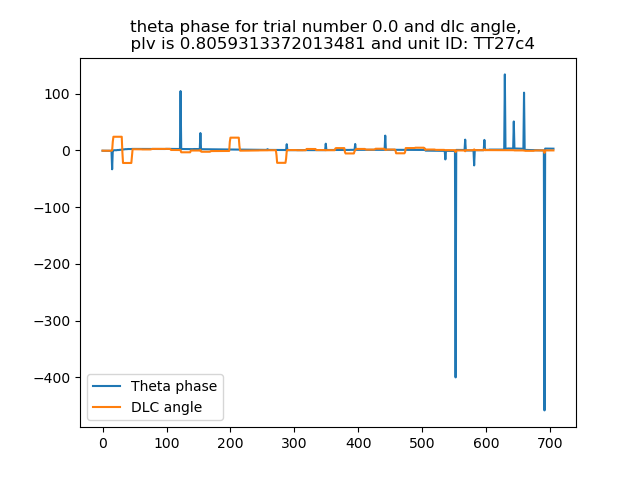 theta phase for trial number 0.0 and dlc angle,
plv is 0.8059313372013481 and unit ID: TT27c4
100
0
−100
−200
−300
−400
Theta phase
DLC angle
0 100 200 300 400 500 600 700